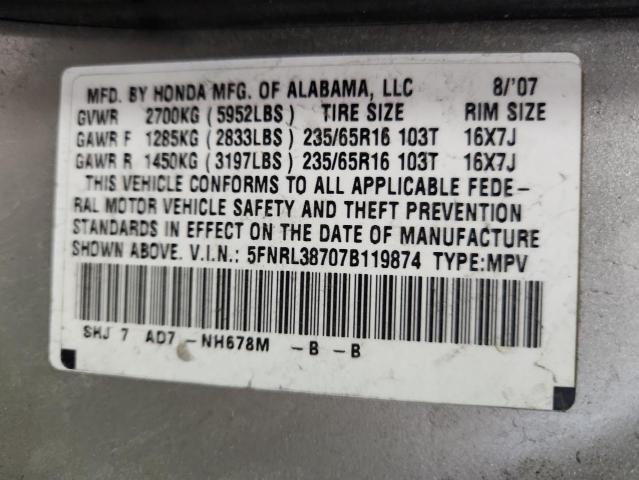 MFD. BY HONDA MFG. OF ALABAMA, LLC 8/'07
GVWR 2700KG (5952LBS) TIRE SIZE RIM SIZE
GAWR F 1285KG (2833LBS) 235/65R16 103T 16X7J
GAWR R 1450KG (3197LBS) 235/65R16 103T 16X7J
THIS VEHICLE CONFORMS TO ALL APPLICABLE FEDE-
RAL MOTOR VEHICLE SAFETY AND THEFT PREVENTION
STANDARDS IN EFFECT ON THE DATE OF MANUFACTURE
SHOWN ABOVE. V.I.N.: 5FNRL38707B119874 TYPE:MPV
SHJ 7 AD7 -NH678M -B -B